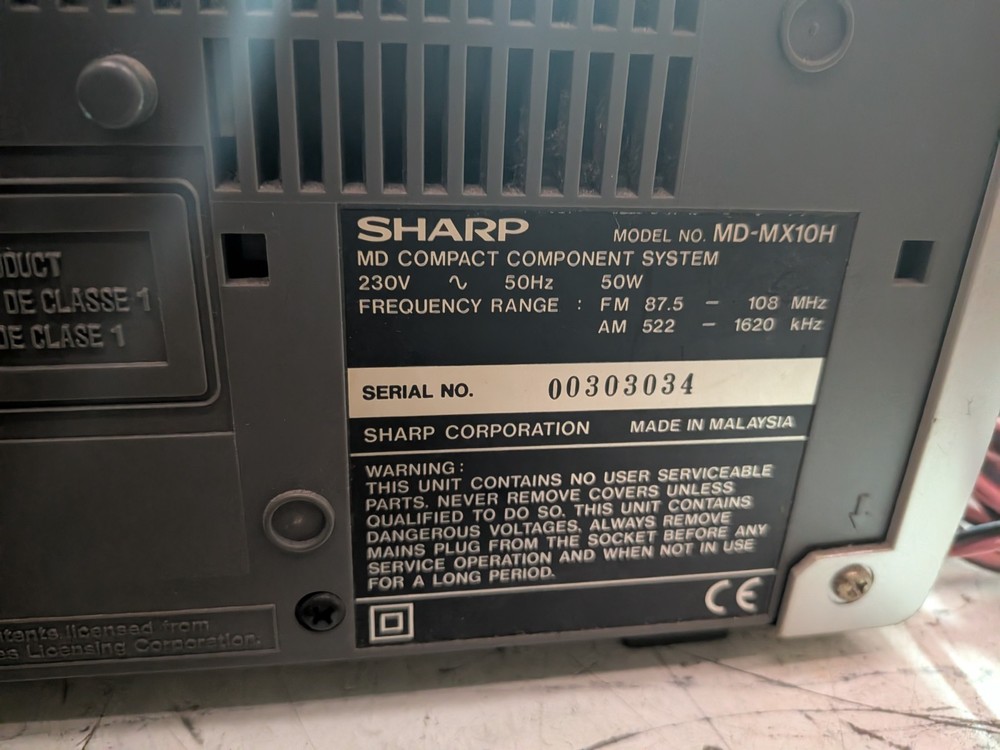 DE CLASSE 1
DE CLASE 1
SHARP MODEL NO. MD-MX10H
MD COMPACT COMPONENT SYSTEM
230V ∿ 50Hz 50W
FREQUENCY RANGE : FM 87.5 – 108 MHz
AM 522 – 1620 kHz
SERIAL NO. 00303034
SHARP CORPORATION MADE IN MALAYSIA
WARNING:
THIS UNIT CONTAINS NO USER SERVICEABLE
PARTS. NEVER REMOVE COVERS UNLESS
QUALIFIED TO DO SO. THIS UNIT CONTAINS
DANGEROUS VOLTAGES, ALWAYS REMOVE
MAINS PLUG FROM THE SOCKET BEFORE ANY
SERVICE OPERATION AND WHEN NOT IN USE
FOR A LONG PERIOD.
CE
licensed from
Licensing Corporation.